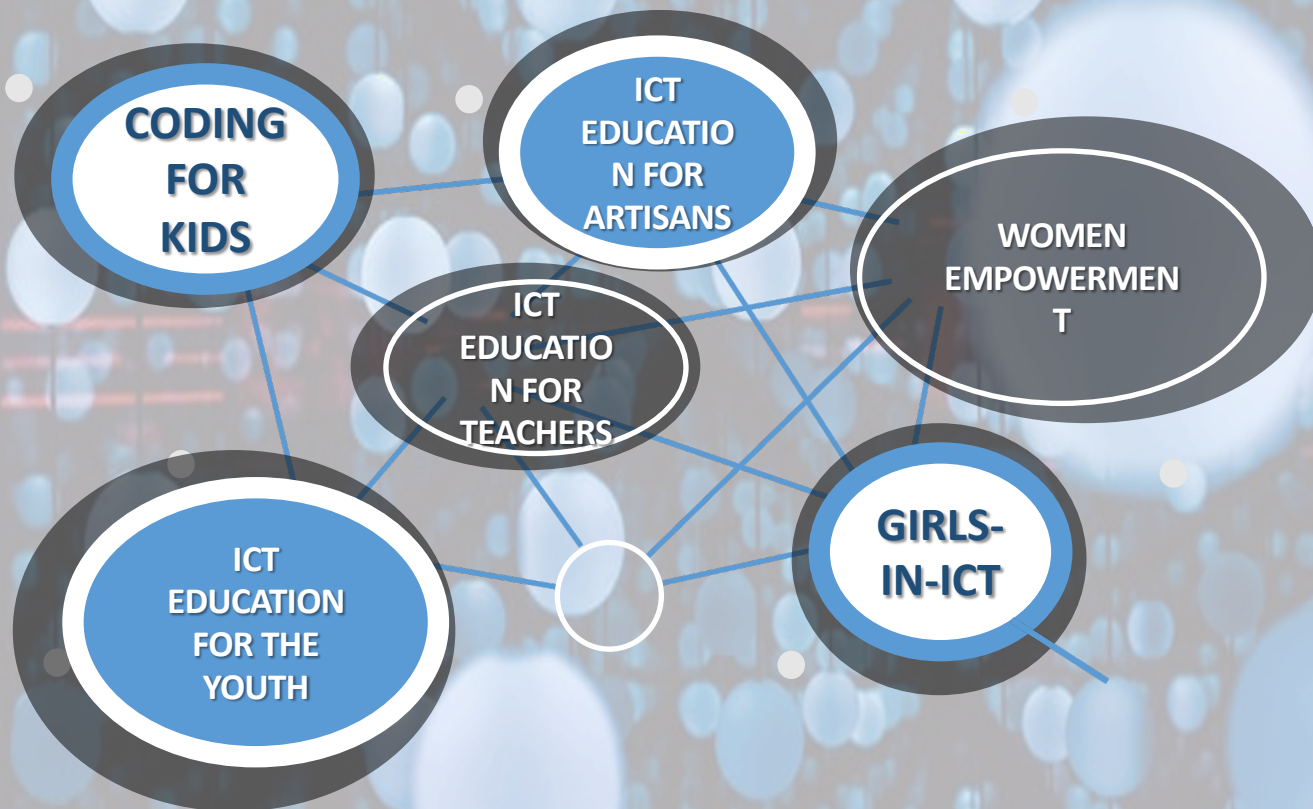 CODING
FOR
KIDS
ICT
EDUCATIO
N FOR
ARTISANS
WOMEN
EMPOWERMEN
T
ICT
EDUCATIO
N FOR
TEACHERS
GIRLS-
IN-ICT
ICT
EDUCATION
FOR THE
YOUTH